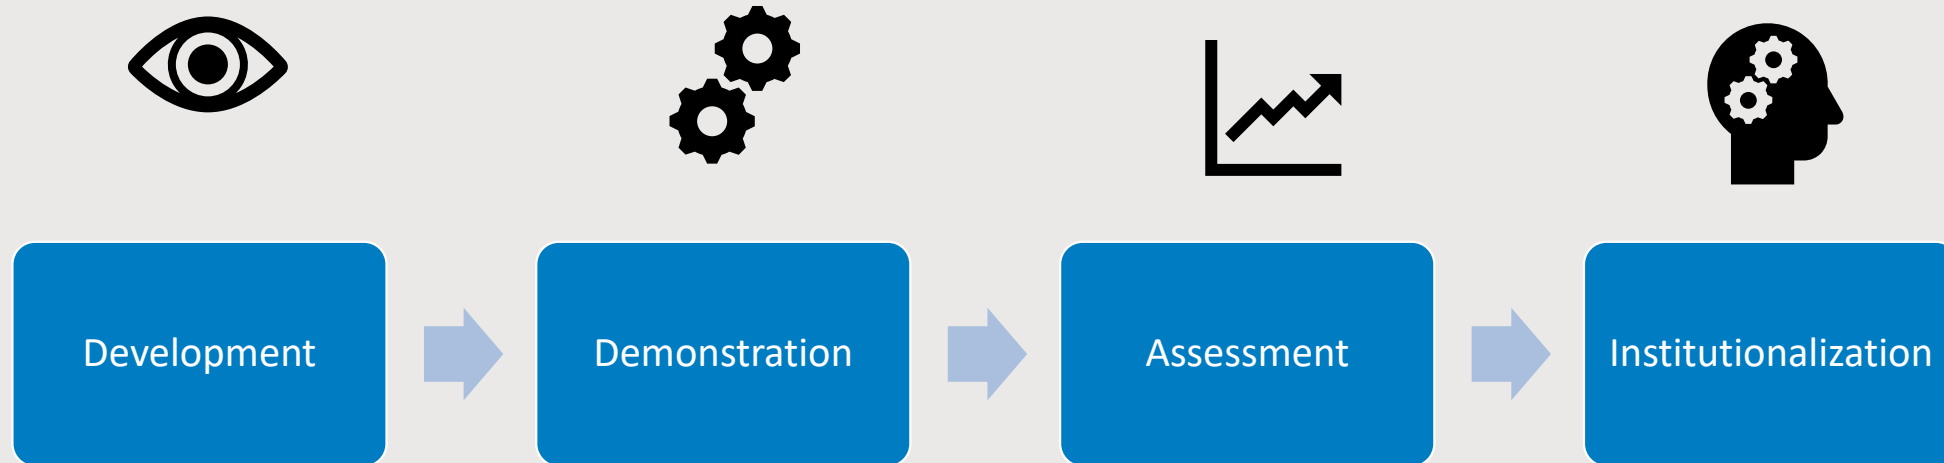 Development
Demonstration
Assessment
Institutionalization